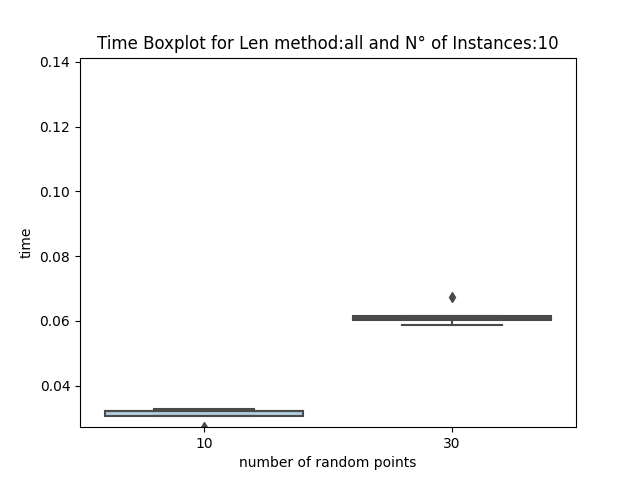 Time Boxplot for Len method:all and N° of Instances:10
0.14
0.12
0.10
0.08
0.06
0.04
time
10
30
number of random points